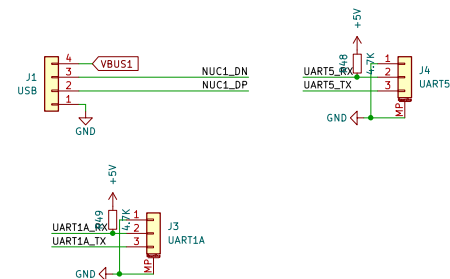 +5V
4
VBUS1
J1
USB
3
NUC1_DN
2
NUC1_DP
1
GND
R48
4.7K
1
J4
UART5_RX
2
UART5
UART5_TX
3
GND
MP
+5V
R49
4.7K
1
J3
UART1A_RX
2
UART1A
UART1A_TX
3
GND
MP